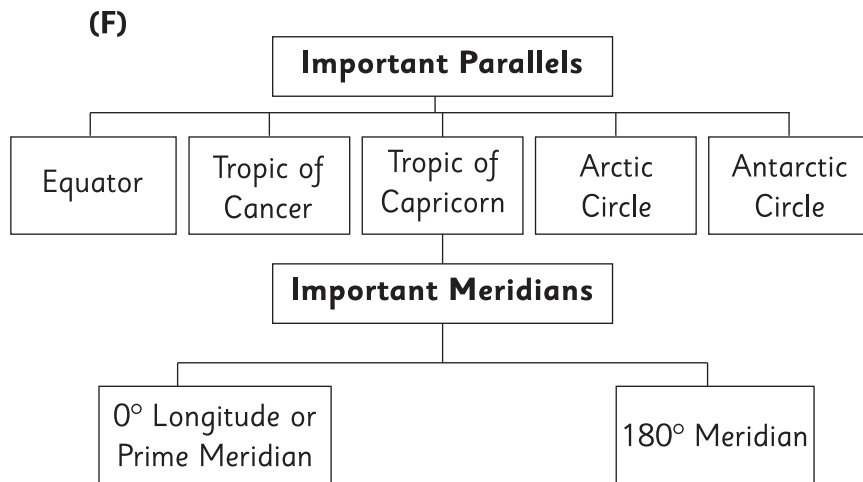 (F)
Important Parallels
Equator
Tropic of
Cancer
Tropic of
Capricorn
Arctic
Circle
Antarctic
Circle
Important Meridians
0° Longitude or
Prime Meridian
180° Meridian